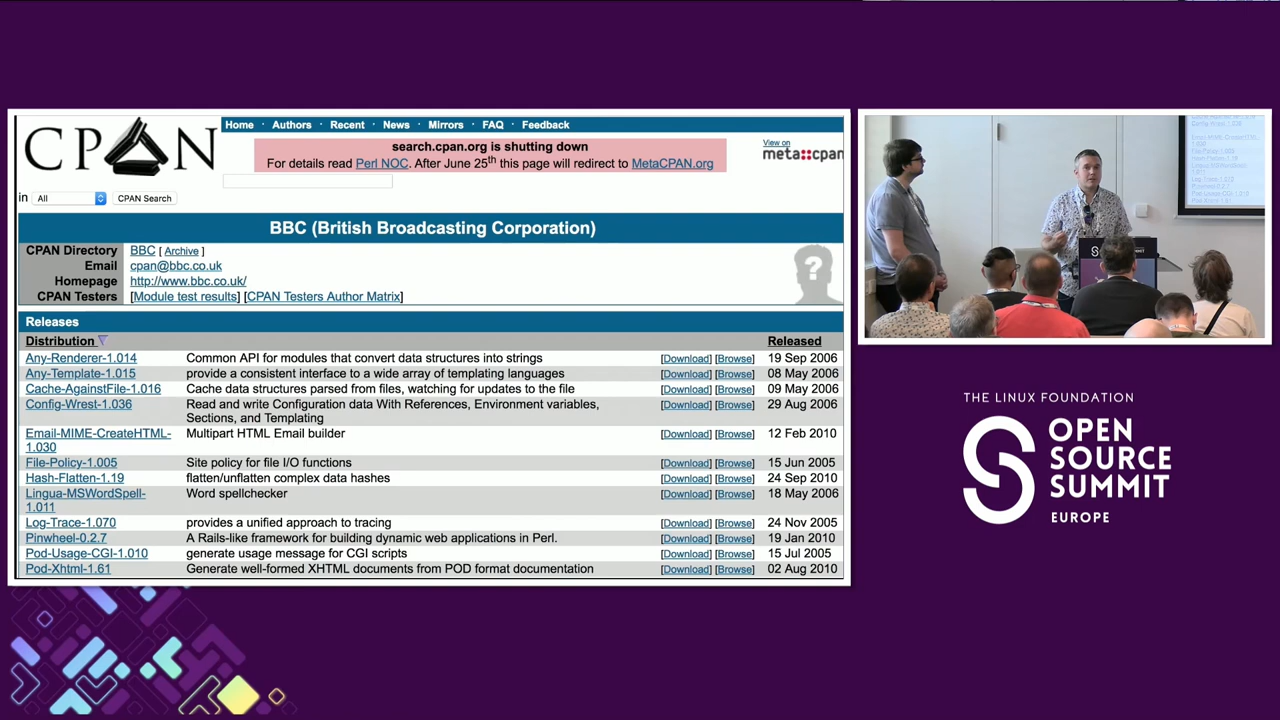 CPAN
Home · Authors · Recent · News · Mirrors · FAQ · Feedback
search.cpan.org is shutting down
For details read Perl NOC. After June 25th this page will redirect to MetaCPAN.org
View on
meta::cpan
in All CPAN Search
BBC (British Broadcasting Corporation)
CPAN Directory BBC [ Archive ]
Email cpan@bbc.co.uk
Homepage http://www.bbc.co.uk/
CPAN Testers [Module test results] [CPAN Testers Author Matrix]
?
Releases
Distribution Released
Any-Renderer-1.014 Common API for modules that convert data structures into strings [Download] [Browse] 19 Sep 2006
Any-Template-1.015 provide a consistent interface to a wide array of templating languages [Download] [Browse] 08 May 2006
Cache-AgainstFile-1.016 Cache data structures parsed from files, watching for updates to the file [Download] [Browse] 09 May 2006
Config-Wrest-1.036 Read and write Configuration data With References, Environment variables, [Download] [Browse] 29 Aug 2006
Sections, and Templating
Email-MIME-CreateHTML- Multipart HTML Email builder [Download] [Browse] 12 Feb 2010
1.030
File-Policy-1.005 Site policy for file I/O functions [Download] [Browse] 15 Jun 2005
Hash-Flatten-1.19 flatten/unflatten complex data hashes [Download] [Browse] 24 Sep 2010
Lingua-MSWordSpell- Word spellchecker [Download] [Browse] 18 May 2006
1.011
Log-Trace-1.070 provides a unified approach to tracing [Download] [Browse] 24 Nov 2005
Pinwheel-0.2.7 A Rails-like framework for building dynamic web applications in Perl. [Download] [Browse] 19 Jan 2010
Pod-Usage-CGI-1.010 generate usage message for CGI scripts [Download] [Browse] 15 Jul 2005
Pod-Xhtml-1.61 Generate well-formed XHTML documents from POD format documentation [Download] [Browse] 02 Aug 2010
THE LINUX FOUNDATION
OPEN
SOURCE
SUMMIT
EUROPE